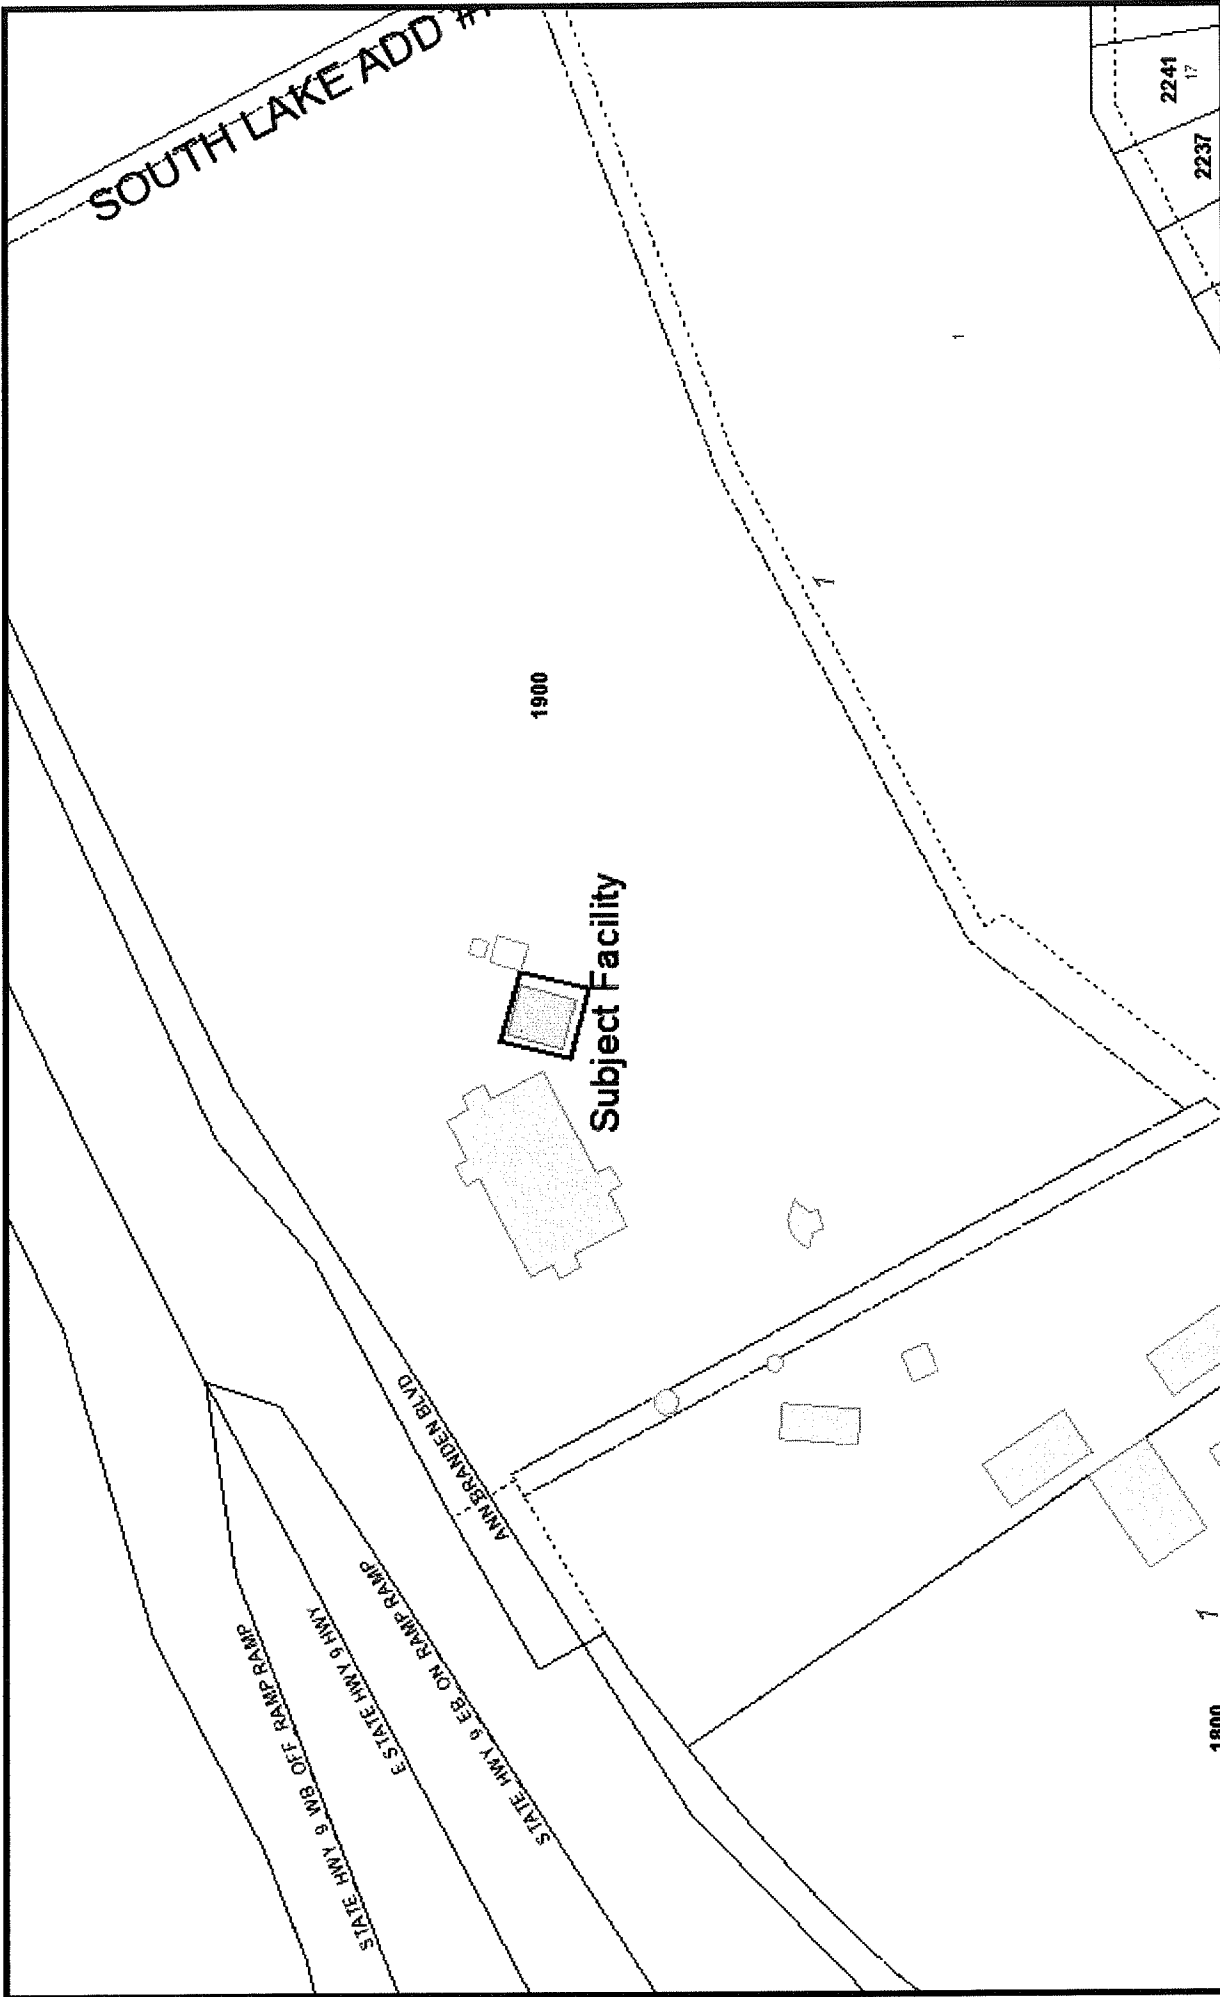 SOUTH LAKE ADD
2241
17
2237
1
1
1900
Subject Facility
ANN BRANDEN BLVD
STATE HWY 9 WB OFF RAMP RAMP
E STATE HWY 9 HWY
STATE HWY 9 EB ON RAMP RAMP
1
1800